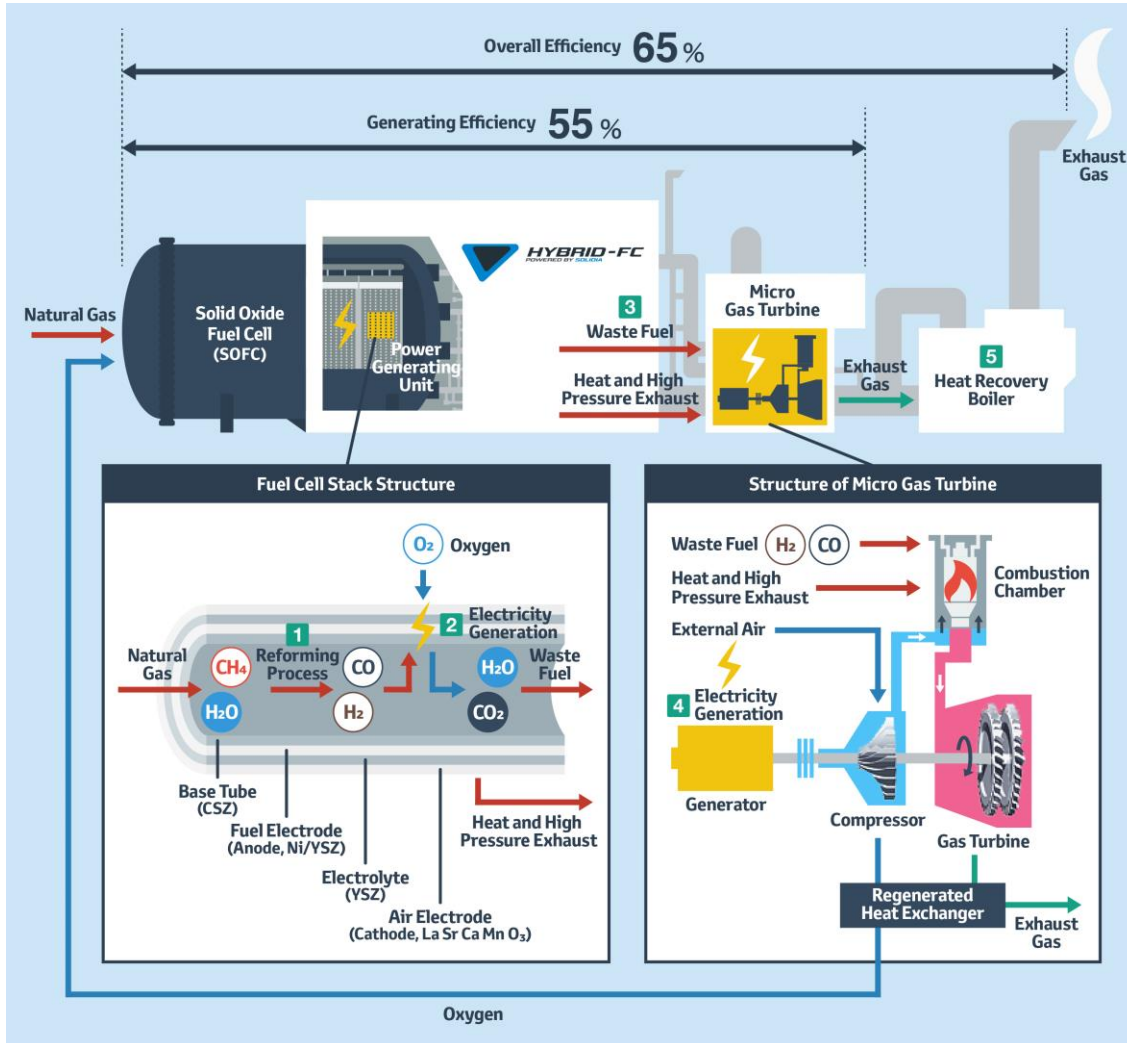 Overall Efficiency 65 %
Generating Efficiency 55 %
Exhaust
Gas
HYBRID-FC
POWERED BY SOLIDIA
Natural Gas
Solid Oxide
Fuel Cell
(SOFC)
Power
Generating
Unit
3
Waste Fuel
Heat and High
Pressure Exhaust
Micro
Gas Turbine
Exhaust
Gas
5
Heat Recovery
Boiler
Fuel Cell Stack Structure
O₂ Oxygen
2 Electricity
Generation
1
Reforming
Process
Natural
Gas
CH₄
H₂O
CO
H₂
H₂O
CO₂
Waste
Fuel
Base Tube
(CSZ)
Fuel Electrode
(Anode, Ni/YSZ)
Electrolyte
(YSZ)
Air Electrode
(Cathode, La Sr Ca Mn O₃)
Heat and High
Pressure Exhaust
Structure of Micro Gas Turbine
Waste Fuel H₂ CO
Heat and High
Pressure Exhaust
Combustion
Chamber
External Air
4 Electricity
Generation
Generator
Compressor
Gas Turbine
Regenerated
Heat Exchanger
Exhaust
Gas
Oxygen